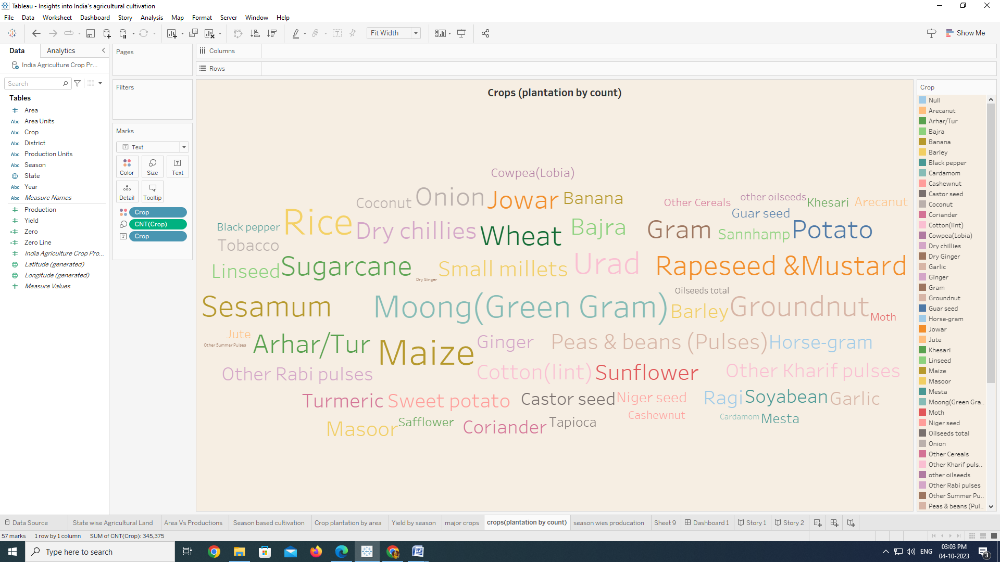 Tableau - Insights into India's agricultural cultivation
File Data Worksheet Dashboard Story Analysis Map Format Server Window Help
Fit Width
Show Me
Data Analytics
India Agriculture Crop Pr...
Search
Tables
# Area
Abc Area Units
Abc Crop
Abc District
Abc Production Units
Abc Season
State
Abc Year
Abc Measure Names
# Production
# Yield
=# Zero
=# Zero Line
# India Agriculture Crop Pro...
Latitude (generated)
Longitude (generated)
# Measure Values
Pages
Filters
Marks
T Text
Color Size Text
Detail Tooltip
Crop
CNT(Crop)
T Crop
Columns
Rows
Crops (plantation by count)
Cowpea(Lobia)
Coconut Onion Jowar Banana Other Cereals other oilseeds Khesari Arecanut
Guar seed
Black pepper Rice Dry chillies Wheat Bajra Gram Sannhamp Potato
Tobacco
Linseed Sugarcane Dry Ginger Small millets Urad Rapeseed &Mustard
Oilseeds total
Sesamum Moong(Green Gram) Barley Groundnut Moth
Jute
Other Summer Pulses Arhar/Tur Maize Ginger Peas & beans (Pulses) Horse-gram
Other Rabi pulses Cotton(lint) Sunflower Other Kharif pulses
Turmeric Sweet potato Castor seed Niger seed Ragi Soyabean Garlic
Cashewnut Cardamom Mesta
Masoor Safflower Coriander Tapioca
Crop
Null
Arecanut
Arhar/Tur
Bajra
Banana
Barley
Black pepper
Cardamom
Cashewnut
Castor seed
Coconut
Coriander
Cotton(lint)
Cowpea(Lobia)
Dry chillies
Dry Ginger
Garlic
Ginger
Gram
Groundnut
Guar seed
Horse-gram
Jowar
Jute
Khesari
Linseed
Maize
Masoor
Mesta
Moong(Green Gra..
Moth
Niger seed
Oilseeds total
Onion
Other Cereals
Other Kharif puls..
other oilseeds
Other Rabi pulses
Other Summer Pu..
Peas & beans (Pul..
Data Source State wise Agricultural Land Area Vs Productions Season based cultivation Crop plantation by area Yield by season major crops crops(plantation by count) season wies producation Sheet 9 Dashboard 1 Story 1 Story 2
57 marks 1 row by 1 column SUM of CNT(Crop): 345,375
Type here to search
ENG
03:03 PM
04-10-2023
3